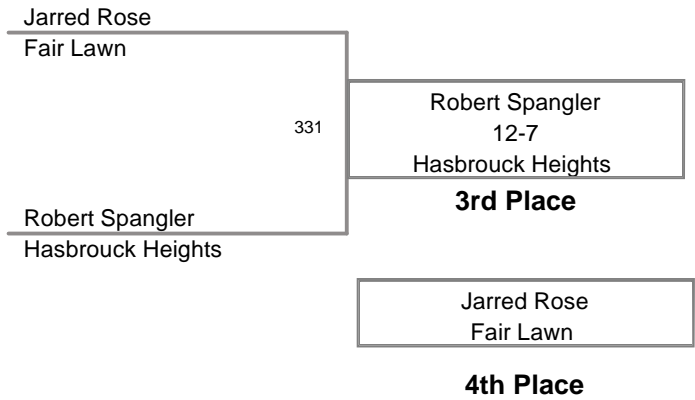 Jarred Rose
Fair Lawn
Robert Spangler
331
12-7
Hasbrouck Heights
3rd Place
Robert Spangler
Hasbrouck Heights
Jarred Rose
Fair Lawn
4th Place